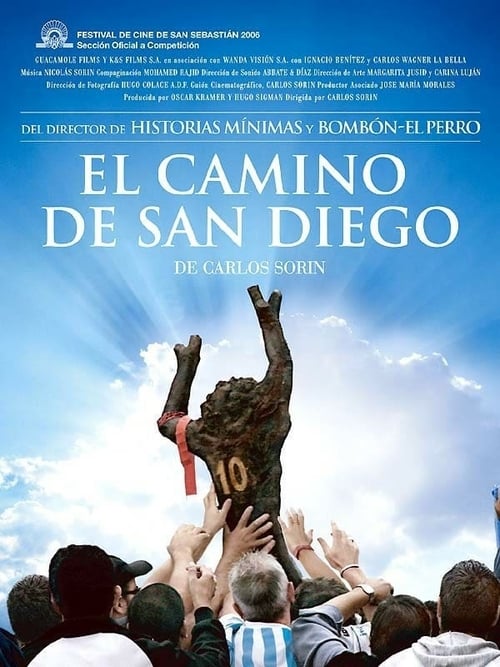 FESTIVAL DE CINE DE SAN SEBASTIÁN 2006
Sección Oficial a Competición
GUACAMOLE FILMS Y K&S FILMS S.A. en asociación con WANDA VISIÓN S.A. con IGNACIO BENÍTEZ y CARLOS WAGNER LA BELLA
Música NICOLÁS SORIN Compaginación MOHAMED RAJID Dirección de Sonido ABBATE & DÍAZ Dirección de Arte MARGARITA JUSID y CARINA LUJÁN
Dirección de Fotografía HUGO COLACE A.D.F. Guión Cinematográfico, CARLOS SORIN Productor Asociado JOSE MARÍA MORALES
Producida por OSCAR KRAMER Y HUGO SIGMAN Dirigida por CARLOS SORIN
DEL DIRECTOR DE HISTORIAS MÍNIMAS Y BOMBÓN-EL PERRO
EL CAMINO
DE SAN DIEGO
DE CARLOS SORIN
10